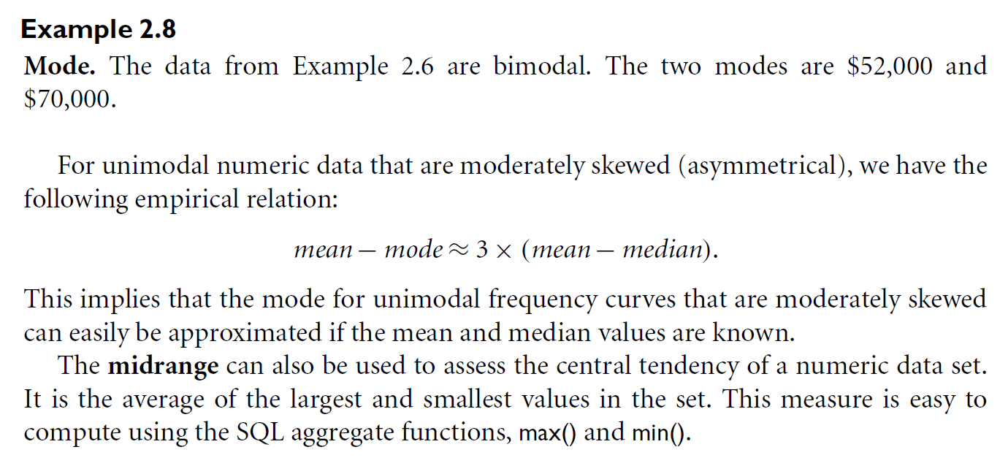 Example 2.8
Mode. The data from Example 2.6 are bimodal. The two modes are $52,000 and
$70,000.
For unimodal numeric data that are moderately skewed (asymmetrical), we have the
following empirical relation:
mean − mode ≈ 3 × (mean − median).
This implies that the mode for unimodal frequency curves that are moderately skewed
can easily be approximated if the mean and median values are known.
The midrange can also be used to assess the central tendency of a numeric data set.
It is the average of the largest and smallest values in the set. This measure is easy to
compute using the SQL aggregate functions, max() and min().